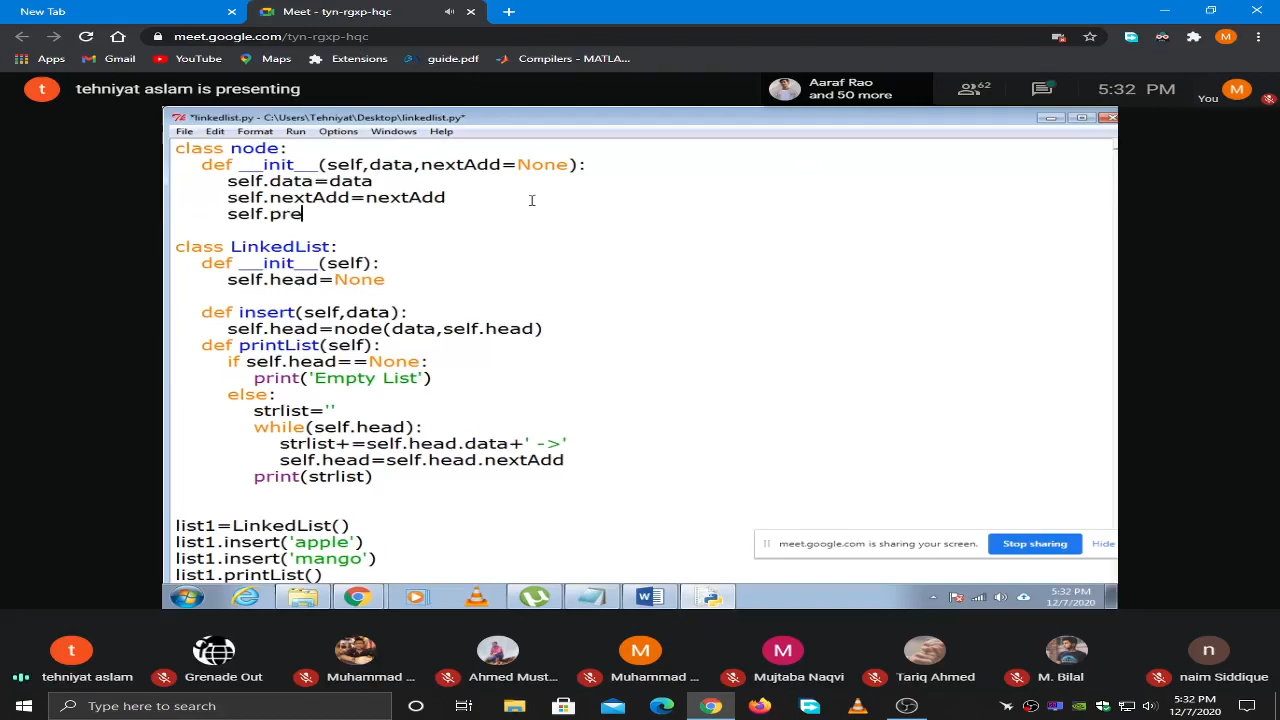 New Tab
Meet - tyn-rgxp-hqc
meet.google.com/tyn-rgxp-hqc
M
Apps
Gmail
YouTube
Maps
Extensions
guide.pdf
Compilers - MATLA...
t
tehniyat aslam is presenting
Aaraf Rao
and 50 more
62
5:32 PM
You
M
*linkedlist.py - C:\Users\Tehniyat\Desktop\linkedlist.py*
File Edit Format Run Options Windows Help
class node:
def __init__(self,data,nextAdd=None):
self.data=data
self.nextAdd=nextAdd
self.pre
class LinkedList:
def __init__(self):
self.head=None
def insert(self,data):
self.head=node(data,self.head)
def printList(self):
if self.head==None:
print('Empty List')
else:
strlist=''
while(self.head):
strlist+=self.head.data+' ->'
self.head=self.head.nextAdd
print(strlist)
list1=LinkedList()
list1.insert('apple')
list1.insert('mango')
list1.printList()
meet.google.com is sharing your screen.
Stop sharing
Hide
5:32 PM
12/7/2020
t
M
M
n
tehniyat aslam
Grenade Out
Muhammad ...
Ahmed Must...
Muhammad ...
Mujtaba Naqvi
Tariq Ahmed
M. Bilal
naim Siddique
Type here to search
5:32 PM
12/7/2020